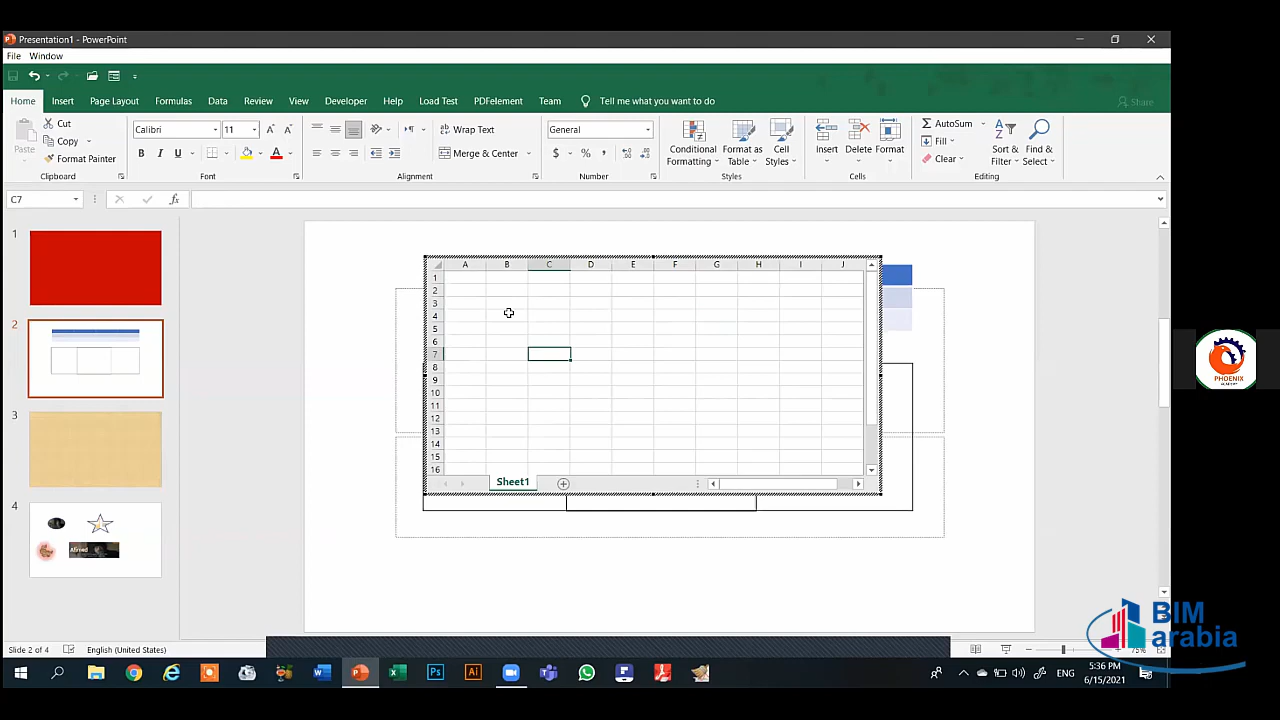 Presentation1 - PowerPoint
File Window
Home Insert Page Layout Formulas Data Review View Developer Help Load Test PDFelement Team Tell me what you want to do Share
Paste Cut Copy Format Painter
Calibri 11
B I U A
Wrap Text
Merge & Center
General
$ % ,
Conditional Formatting Format as Table Cell Styles
Insert Delete Format
AutoSum Fill Clear
Sort & Filter Find & Select
Clipboard Font Alignment Number Styles Cells Editing
C7 fx
1
2
3
4
Ahmed
A B C D E F G H I J
1
2
3
4
5
6
7
8
9
10
11
12
13
14
15
16
Sheet1
PHOENIX
ACADEMY
BIM
arabia
Slide 2 of 4 English (United States) 75%
ENG 5:36 PM
6/15/2021